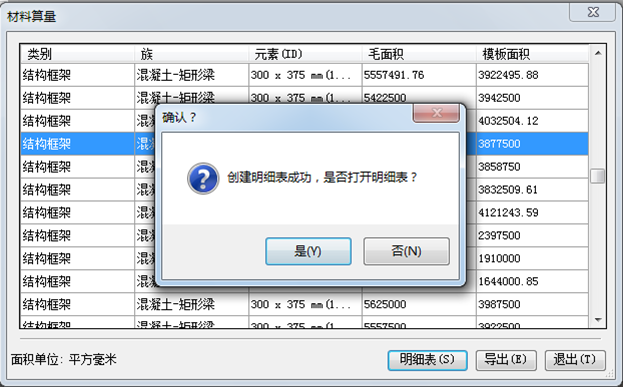 材料算量
类别 族 元素(ID) 毛面积 模板面积
结构框架 混凝土-矩形梁 300 x 375 mm(1... 5557491.76 3922495.88
结构框架 混凝土-矩形梁 300 x 375 mm(1... 5422500 3942500
结构框架 4032504.12
结构框架 3877500
结构框架 3858750
结构框架 3832509.61
结构框架 4121243.59
结构框架 2397500
结构框架 1910000
结构框架 1644000.85
结构框架 混凝土-矩形梁 300 x 375 mm(1... 5625000 3987500
结构框架 混凝土-矩形梁 300 x 375 mm(1... 5557500 3922500
确认？
创建明细表成功，是否打开明细表？
是(Y) 否(N)
面积单位: 平方毫米 明细表(S) 导出(E) 退出(T)